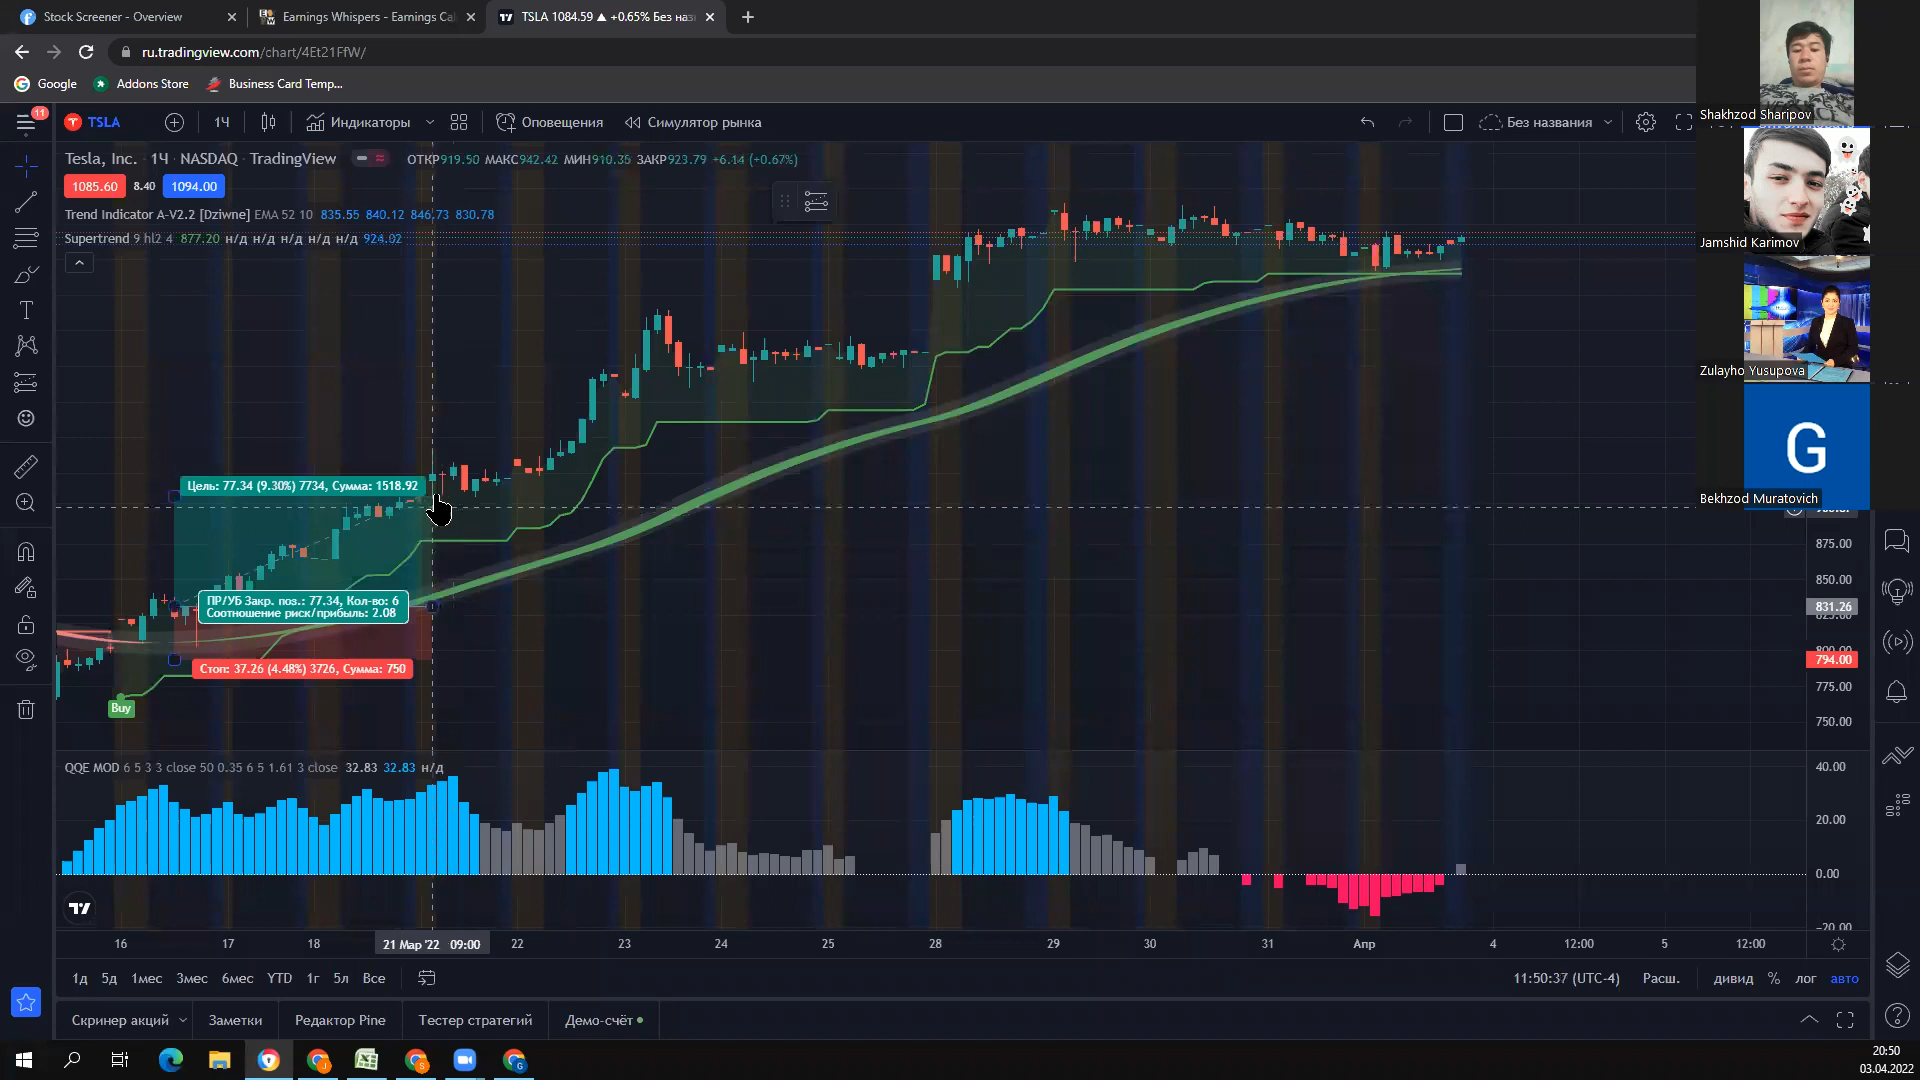 Stock Screener - Overview
Earnings Whispers - Earnings Cal
TSLA 1084.59 ▲ +0.65% Без наз
ru.tradingview.com/chart/4Et21FfW/
Google
Addons Store
Business Card Temp...
11
TSLA
1Ч
Индикаторы
Оповещения
Симулятор рынка
Без названия
Tesla, Inc. · 1Ч · NASDAQ · TradingView
ОТКР919.50 МАКС942.42 МИН910.35 ЗАКР923.79 +6.14 (+0.67%)
1085.60
8.40
1094.00
Trend Indicator A-V2.2 [Dziwne] EMA 52 10 835.55 840.12 846.73 830.78
Supertrend 9 hl2 4 877.20 н/д н/д н/д н/д н/д 924.02
Shakhzod Sharipov
Jamshid Karimov
Zulayho Yusupova
G
Bekhzod Muratovich
Цель: 77.34 (9.30%) 7734, Сумма: 1518.92
ПР/УБ Закр. поз.: 77.34, Кол-во: 6
Соотношение риск/прибыль: 2.08
Стоп: 37.26 (4.48%) 3726, Сумма: 750
Buy
875.00
850.00
831.26
825.00
800.00
794.00
775.00
750.00
QQE MOD 6 5 3 3 close 50 0.35 6 5 1.61 3 close 32.83 32.83 н/д
40.00
20.00
0.00
-20.00
16
17
18
21 Мар '22 09:00
22
23
24
25
28
29
30
31
Апр
4
12:00
5
12:00
1д
5д
1мес
3мес
6мес
YTD
1г
5л
Все
11:50:37 (UTC-4)
Расш.
дивид
%
лог
авто
Скринер акций
Заметки
Редактор Pine
Тестер стратегий
Демо-счёт
20:50
03.04.2022